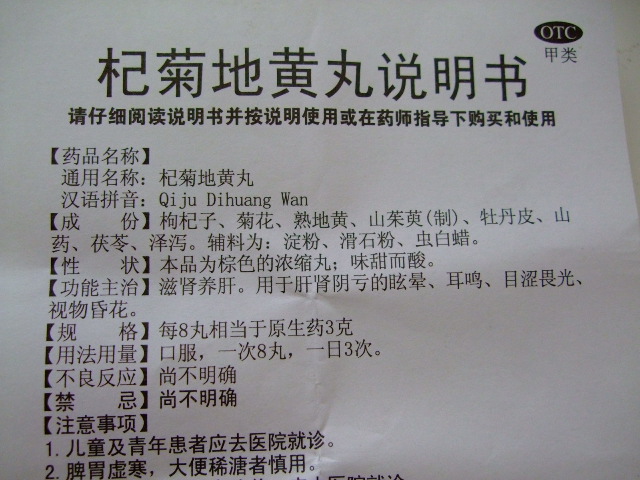 OTC
甲类
杞菊地黄丸说明书
请仔细阅读说明书并按说明使用或在药师指导下购买和使用
【药品名称】
通用名称：杞菊地黄丸
汉语拼音：Qiju Dihuang Wan
【成 份】枸杞子、菊花、熟地黄、山茱萸(制)、牡丹皮、山
药、茯苓、泽泻。辅料为：淀粉、滑石粉、虫白蜡。
【性 状】本品为棕色的浓缩丸；味甜而酸。
【功能主治】滋肾养肝。用于肝肾阴亏的眩晕、耳鸣、目涩畏光、
视物昏花。
【规 格】每8丸相当于原生药3克
【用法用量】口服，一次8丸，一日3次。
【不良反应】尚不明确
【禁 忌】尚不明确
【注意事项】
1. 儿童及青年患者应去医院就诊。
2. 脾胃虚寒，大便稀溏者慎用。